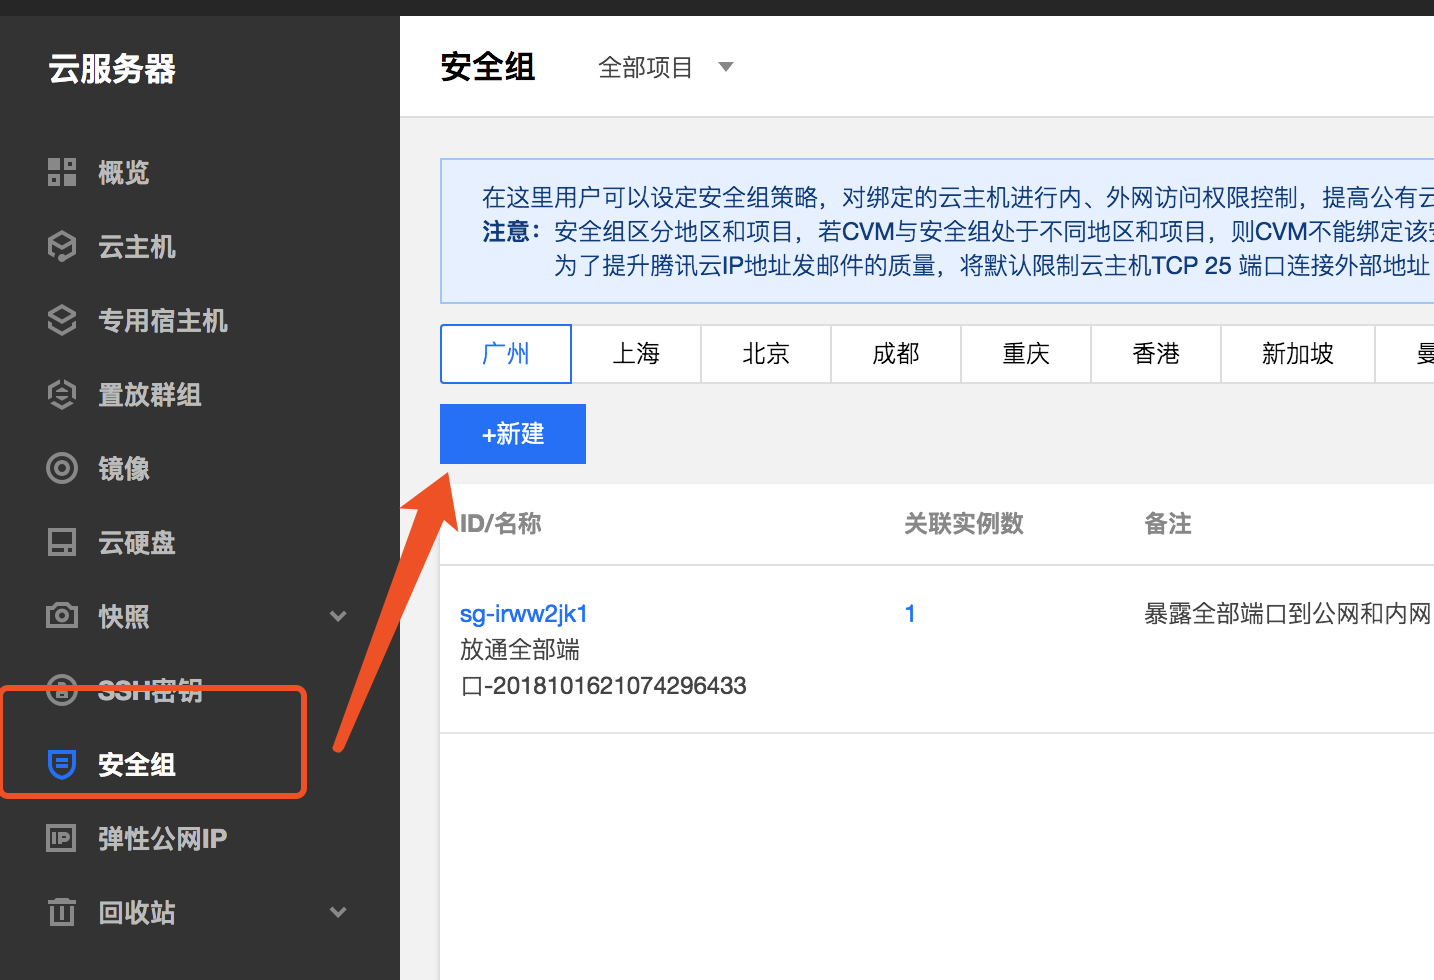 云服务器
概览
云主机
专用宿主机
置放群组
镜像
云硬盘
快照
SSH密钥
安全组
IP
弹性公网IP
回收站
安全组 全部项目
在这里用户可以设定安全组策略，对绑定的云主机进行内、外网访问权限控制，提高公有云
注意：安全组区分地区和项目，若CVM与安全组处于不同地区和项目，则CVM不能绑定该安
为了提升腾讯云IP地址发邮件的质量，将默认限制云主机TCP 25 端口连接外部地址
广州 上海 北京 成都 重庆 香港 新加坡 曼
+新建
ID/名称 关联实例数 备注
sg-irww2jk1 1 暴露全部端口到公网和内网
放通全部端
口-2018101621074296433